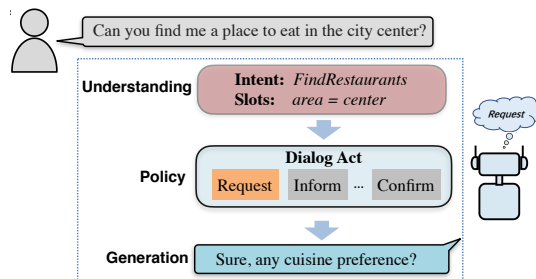 Can you find me a place to eat in the city center?
Understanding
Intent: FindRestaurants
Slots: area = center
Request
Policy
Dialog Act
Request Inform ... Confirm
Generation
Sure, any cuisine preference?